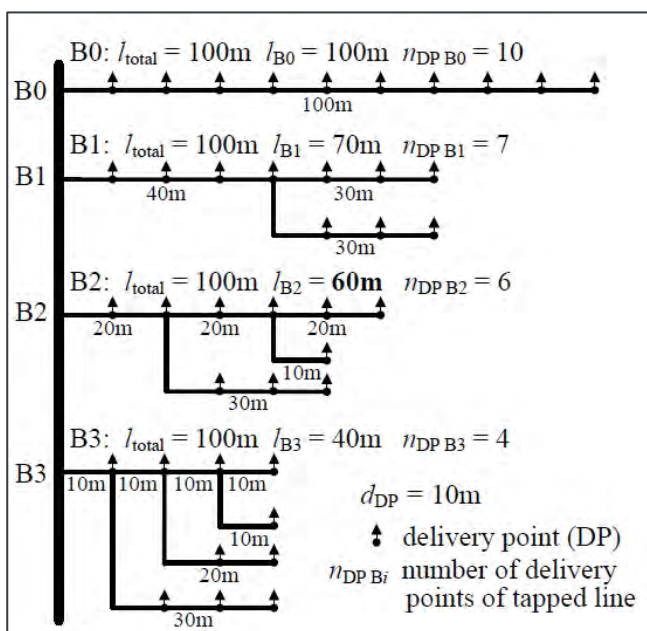 B0: l_total = 100m l_B0 = 100m n_DP B0 = 10
B0
100m
B1: l_total = 100m l_B1 = 70m n_DP B1 = 7
B1
40m 30m
30m
B2: l_total = 100m l_B2 = 60m n_DP B2 = 6
B2
20m 20m 20m
10m
30m
B3: l_total = 100m l_B3 = 40m n_DP B3 = 4
B3
10m 10m 10m 10m
d_DP = 10m
10m
delivery point (DP)
20m
n_DP Bi number of delivery
points of tapped line
30m